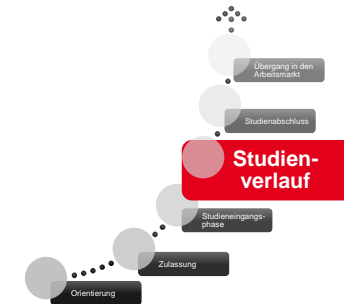 Übergang in den
Arbeitsmarkt
Studienabschluss
Studien-
verlauf
Studieneingangs-
phase
Zulassung
Orientierung